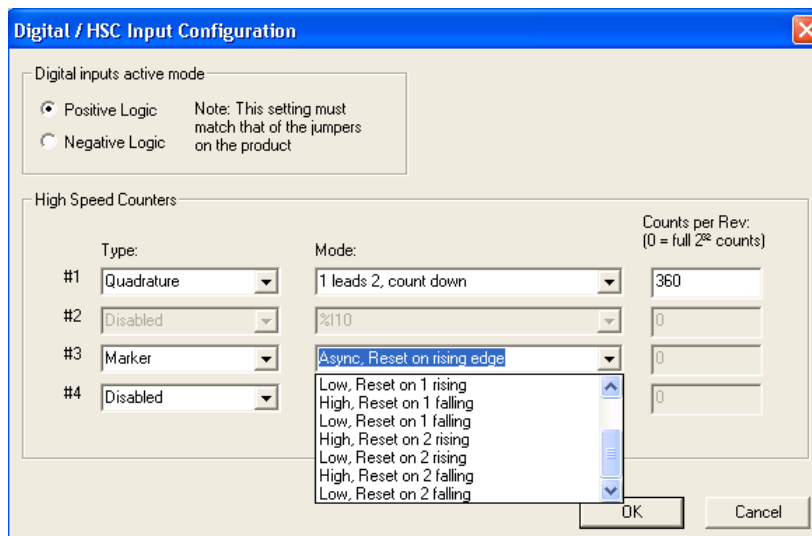 Digital / HSC Input Configuration
Digital inputs active mode
Positive Logic
Negative Logic
Note: This setting must
match that of the jumpers
on the product
High Speed Counters
Type:
Mode:
Counts per Rev:
(0 = full 2³² counts)
#1 Quadrature 1 leads 2, count down 360
#2 Disabled %I10 0
#3 Marker Async, Reset on rising edge 0
#4 Disabled 0
Low, Reset on 1 rising
High, Reset on 1 falling
Low, Reset on 1 falling
High, Reset on 2 rising
Low, Reset on 2 rising
High, Reset on 2 falling
Low, Reset on 2 falling
OK
Cancel